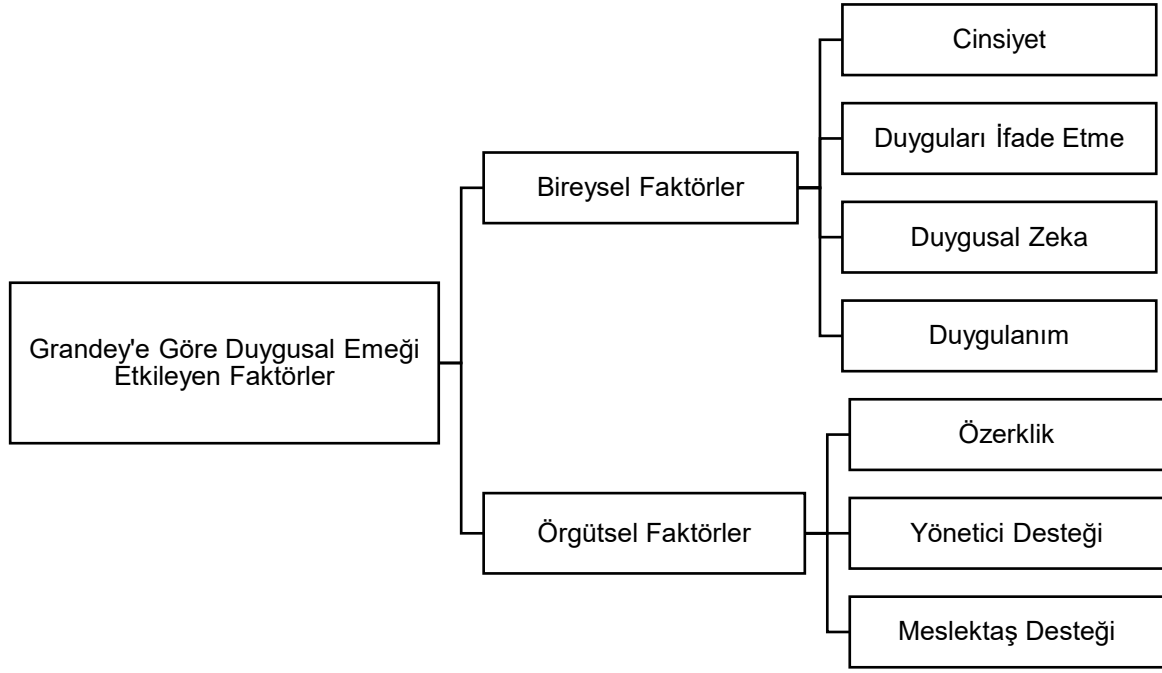 Grandey'e Göre Duygusal Emeği
Etkileyen Faktörler
Bireysel Faktörler
Cinsiyet
Duyguları İfade Etme
Duygusal Zeka
Duygulanım
Örgütsel Faktörler
Özerklik
Yönetici Desteği
Meslektaş Desteği